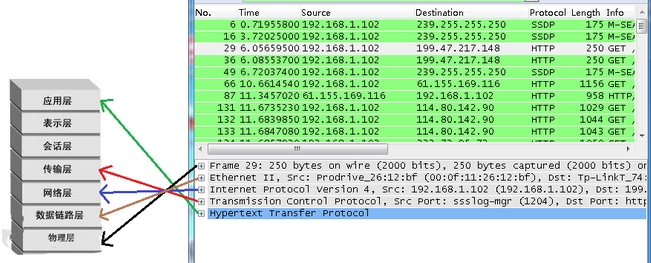 No. Time Source Destination Protocol Length Info
6 0.71955800 192.168.1.102 239.255.255.250 SSDP 175 M-SEA
16 3.72025000 192.168.1.102 239.255.255.250 SSDP 175 M-SEA
29 6.05659500 192.168.1.102 199.47.217.148 HTTP 250 GET /
36 6.08553700 192.168.1.102 199.47.217.148 HTTP 250 GET /
49 6.72037400 192.168.1.102 239.255.255.250 SSDP 175 M-SEA
66 10.6614540 192.168.1.102 61.155.169.116 HTTP 1156 GET /
87 11.3457020 61.155.169.116 192.168.1.102 HTTP 958 HTTP/
131 11.6735230 192.168.1.102 114.80.142.90 HTTP 1029 GET /
132 11.6839850 192.168.1.102 114.80.142.90 HTTP 1044 GET /
133 11.6847080 192.168.1.102 114.80.142.90 HTTP 1043 GET /
应用层
表示层
会话层
传输层
网络层
数据链路层
物理层
Frame 29: 250 bytes on wire (2000 bits), 250 bytes captured (2000 bits) on
Ethernet II, Src: Prodrive_26:12:bf (00:0f:11:26:12:bf), Dst: Tp-LinkT_74:
Internet Protocol Version 4, Src: 192.168.1.102 (192.168.1.102), Dst: 199.
Transmission Control Protocol, Src Port: ssslog-mgr (1204), Dst Port: http
Hypertext Transfer Protocol